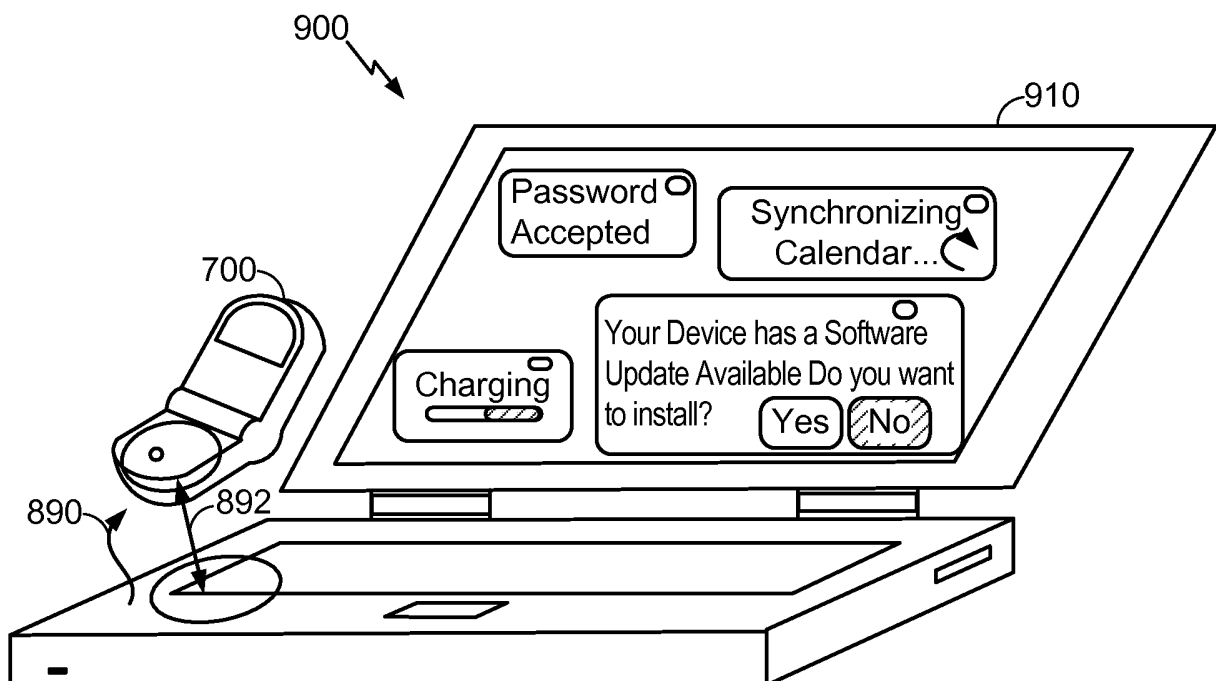 900
910
Password
Accepted
Synchronizing
Calendar...
700
Your Device has a Software
Update Available Do you want
to install?
Yes
No
Charging
892
890